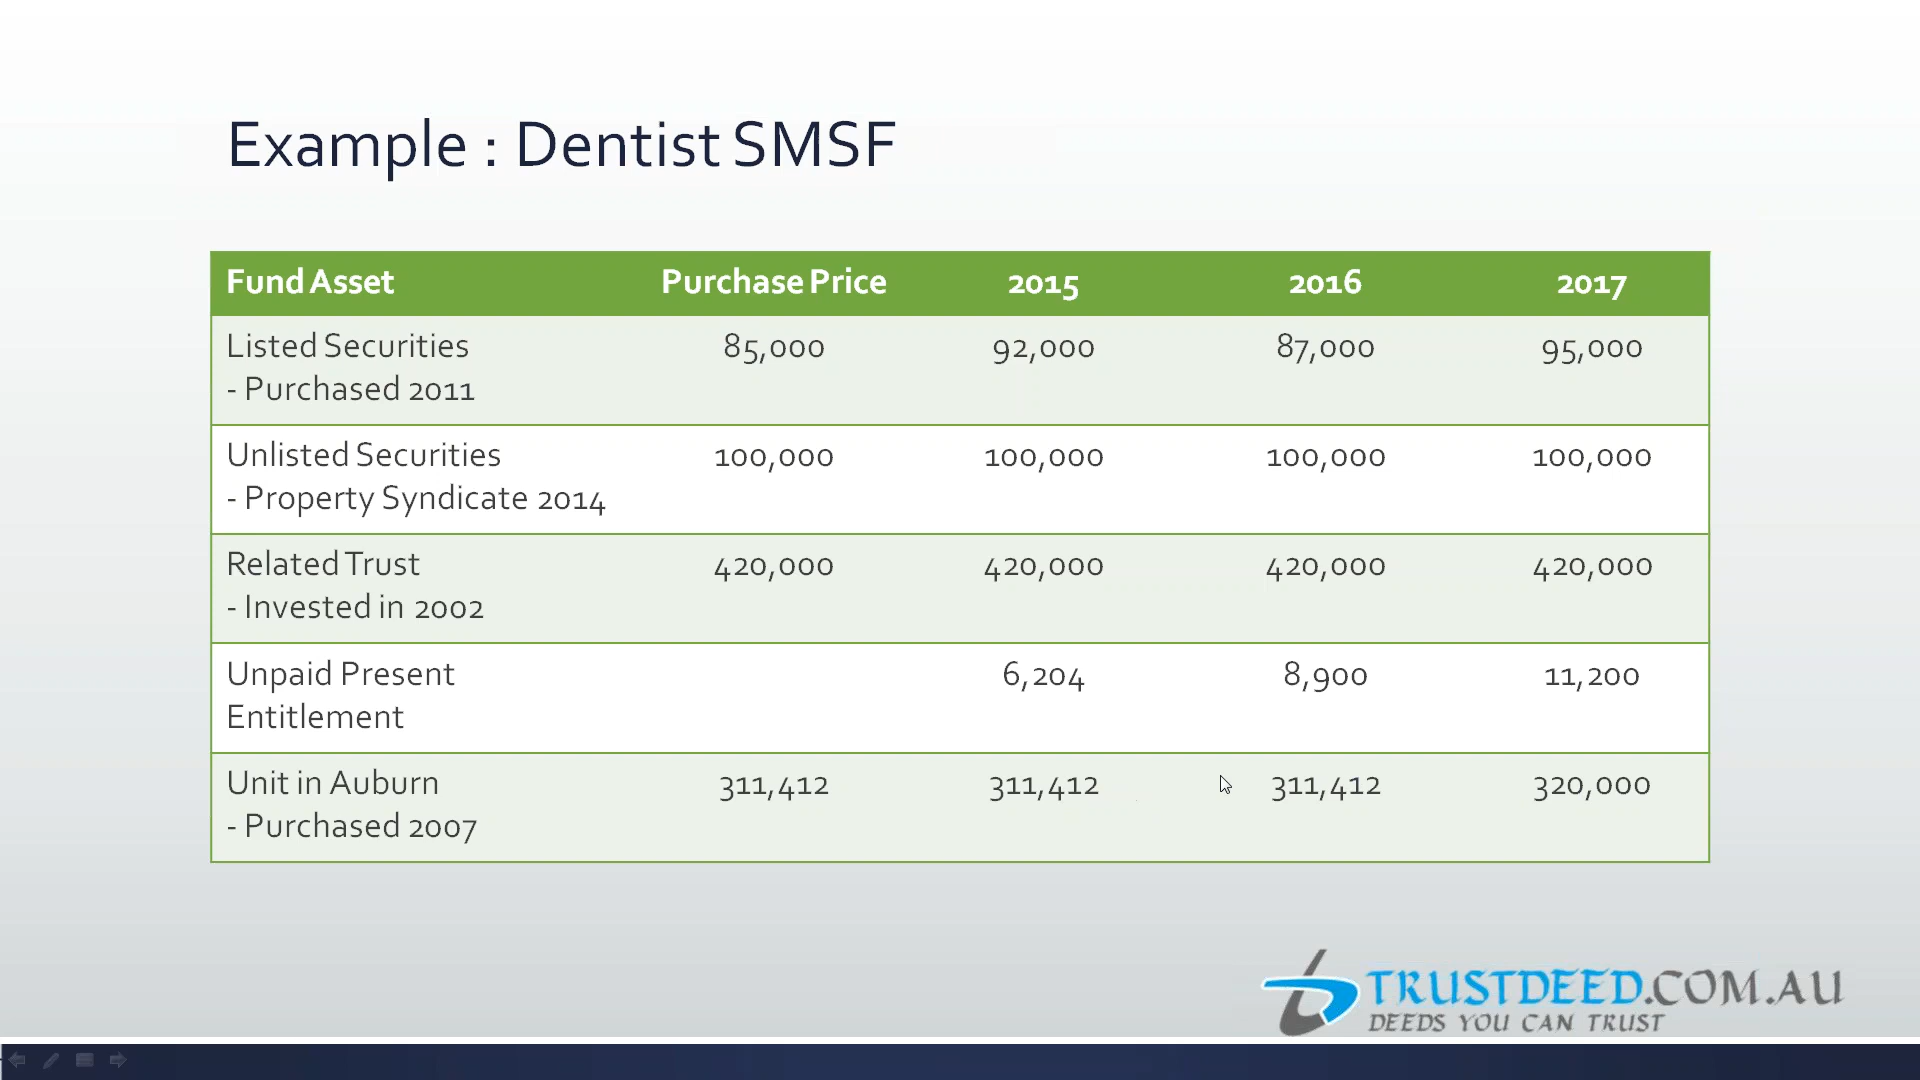 Example : Dentist SMSF
Fund Asset Purchase Price 2015 2016 2017
Listed Securities 85,000 92,000 87,000 95,000
- Purchased 2011
Unlisted Securities 100,000 100,000 100,000 100,000
- Property Syndicate 2014
Related Trust 420,000 420,000 420,000 420,000
- Invested in 2002
Unpaid Present 6,204 8,900 11,200
Entitlement
Unit in Auburn 311,412 311,412 311,412 320,000
- Purchased 2007
TRUSTDEED.COM.AU
DEEDS YOU CAN TRUST